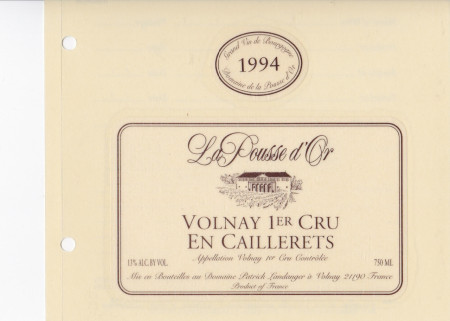 Grand Vin de Bourgogne
1994
Domaine de la Pousse d'Or
La Pousse d'Or
VOLNAY 1ER CRU
EN CAILLERETS
Appellation Volnay 1er Cru Contrôlée
13% ALC. BY VOL. 750 ML
Mis en Bouteilles au Domaine Patrick Landanger à Volnay 21190 France
Product of France